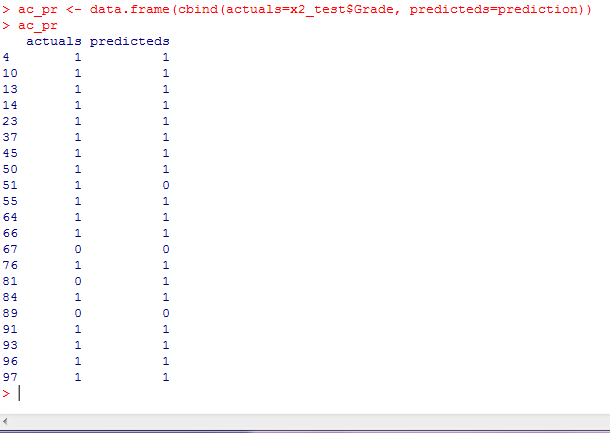 > ac_pr <- data.frame(cbind(actuals=x2_test$Grade, predicteds=prediction))
> ac_pr
actuals predicteds
4 1 1
10 1 1
13 1 1
14 1 1
23 1 1
37 1 1
45 1 1
50 1 1
51 1 0
55 1 1
64 1 1
66 1 1
67 0 0
76 1 1
81 0 1
84 1 1
89 0 0
91 1 1
93 1 1
96 1 1
97 1 1
>